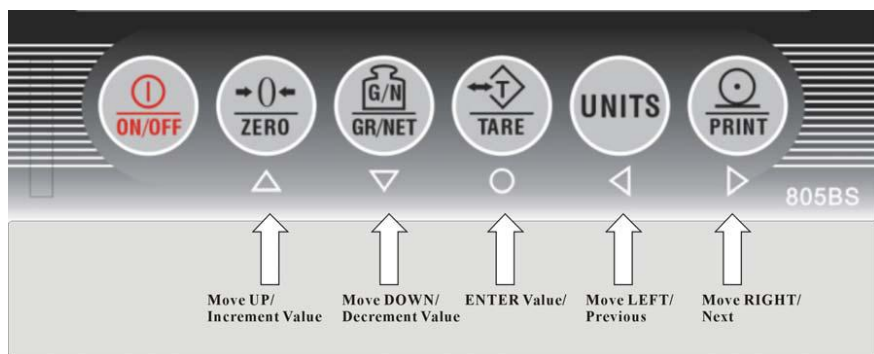 ON/OFF
0
ZERO
G/N
GR/NET
T
TARE
UNITS
PRINT
805BS
Move UP/
Increment Value
Move DOWN/
Decrement Value
ENTER Value/
Move LEFT/
Previous
Move RIGHT/
Next